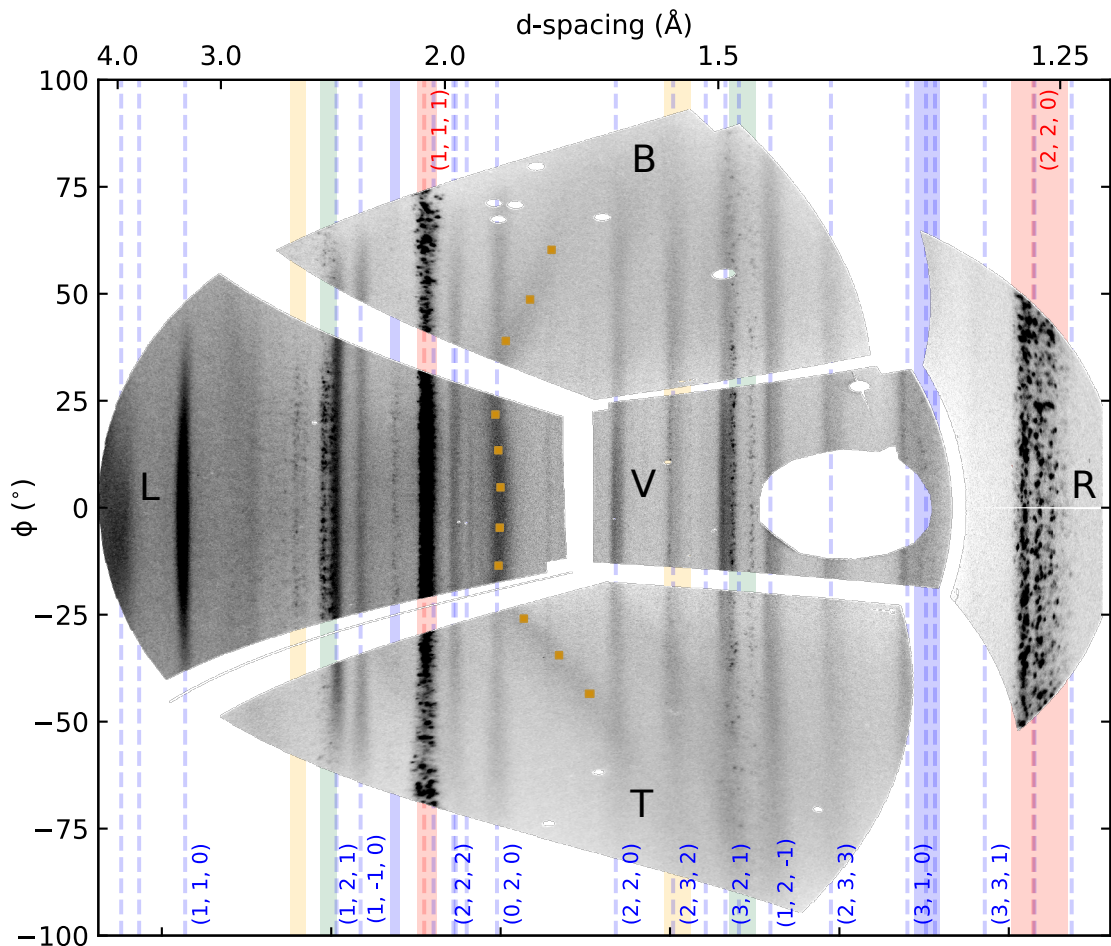 d-spacing (Å)
4.0 3.0 2.0 1.5 1.25
100
75
50
25
0
−25
−50
−75
−100
ϕ (°)
(1, 1, 1)
(2, 2, 0)
B
L
V
R
T
(1, 1, 0)
(1, 2, 1)
(1, -1, 0)
(2, 2, 2)
(0, 2, 0)
(2, 2, 0)
(2, 3, 2)
(3, 2, 1)
(1, 2, -1)
(2, 3, 3)
(3, 1, 0)
(3, 3, 1)